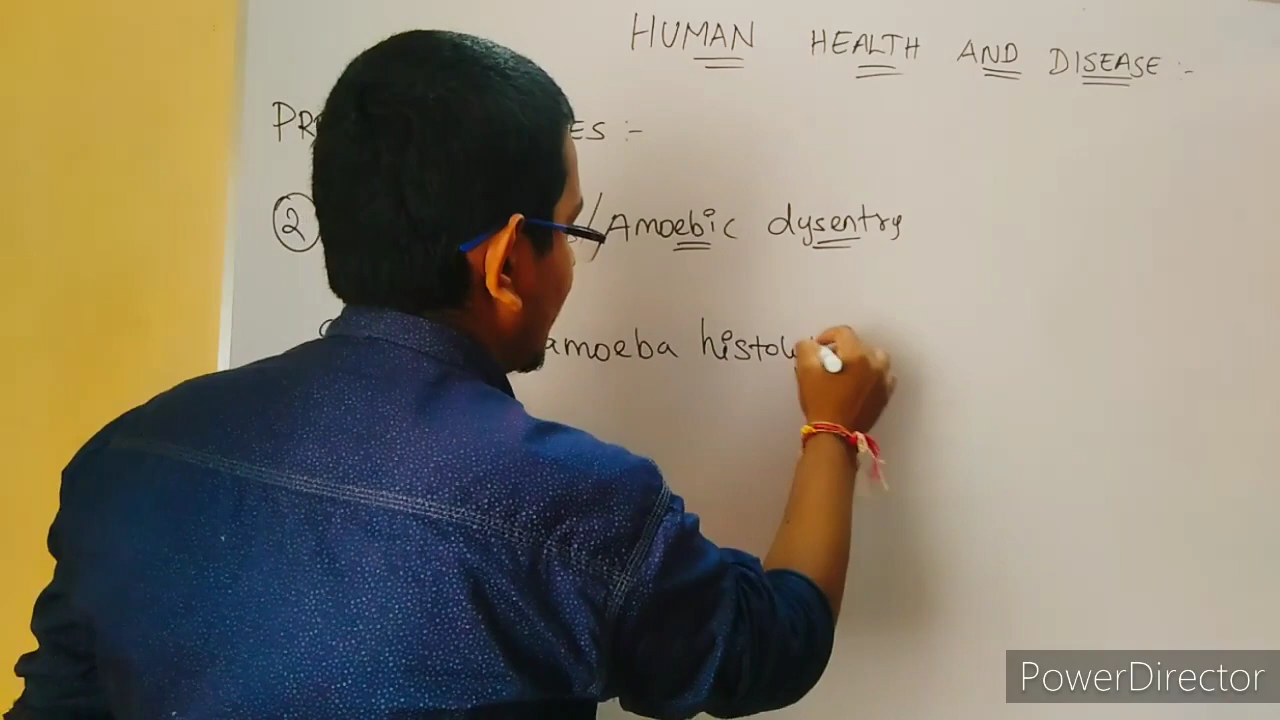 HUMAN HEALTH AND DISEASE :-
PR ES :-
2 / Amoebic dysentry
amoeba histol
PowerDirector